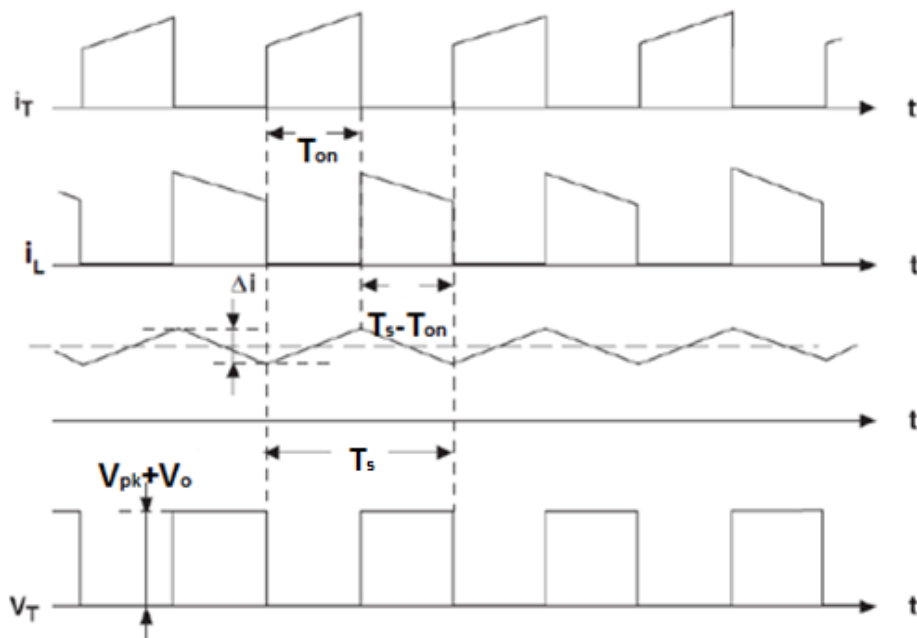 i_T
t
T_on
i_L
t
Δi
T_s-T_on
t
T_s
V_pk+V_o
V_T
t